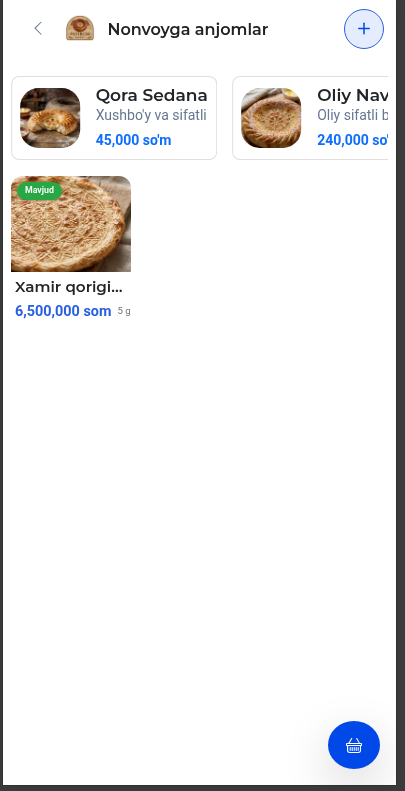 Nonvoyga anjomlar
Qora Sedana
Xushbo'y va sifatli
45,000 so'm
Oliy Nav
Oliy sifatli b
240,000 so'
Mavjud
Xamir qorigi...
6,500,000 som 5 g